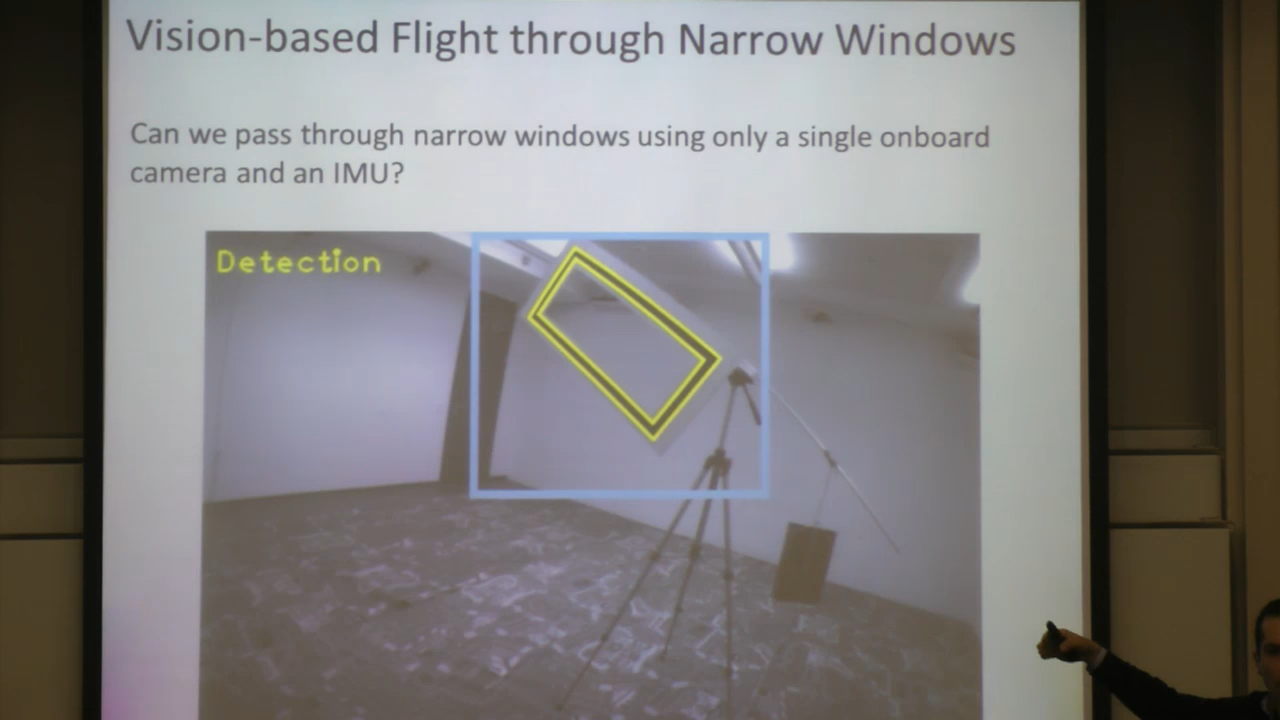 Vision-based Flight through Narrow Windows
Can we pass through narrow windows using only a single onboard
camera and an IMU?
Detection